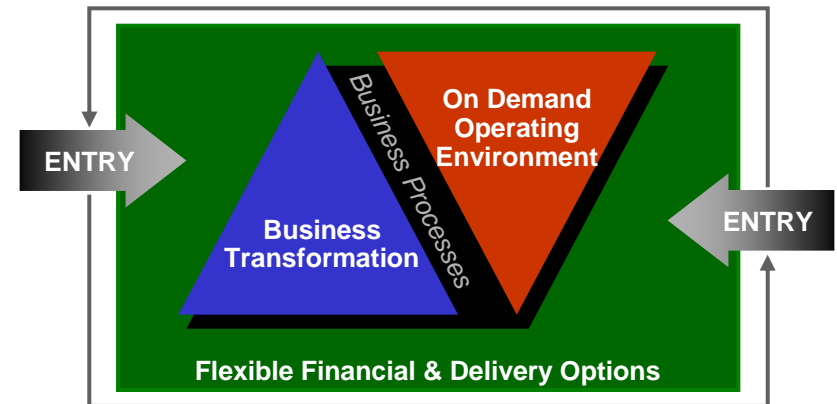 ENTRY
Business
Transformation
Business Processes
On Demand
Operating
Environment
ENTRY
Flexible Financial & Delivery Options